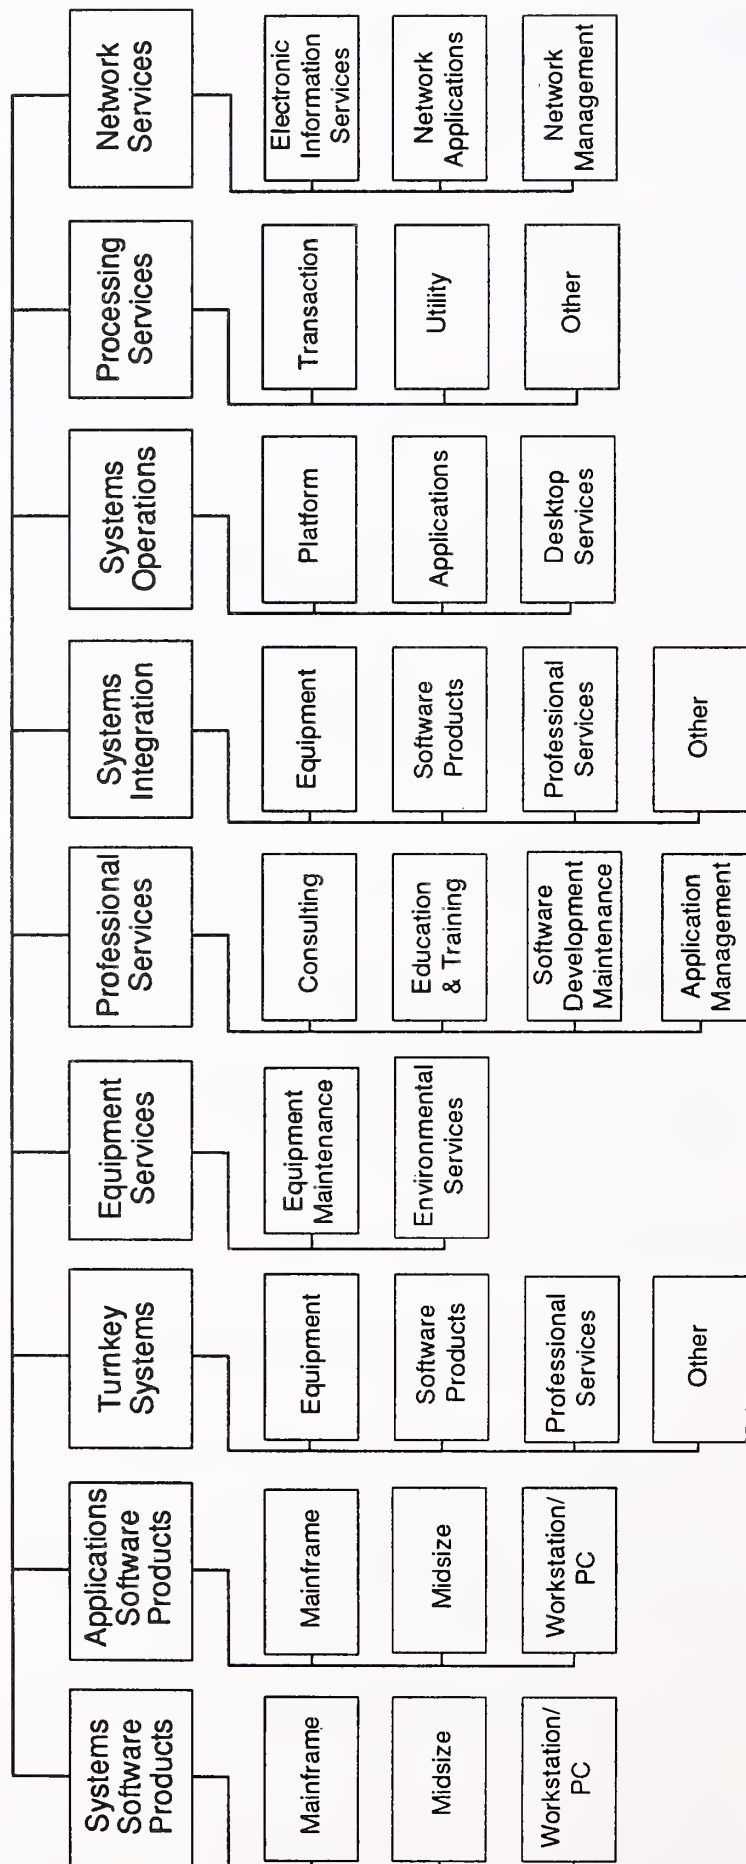 Systems
Software
Products
Mainframe
Midsize
Workstation/
PC
Applications
Software
Products
Mainframe
Midsize
Workstation/
PC
Turnkey
Systems
Equipment
Software
Products
Professional
Services
Other
Equipment
Services
Equipment
Maintenance
Environmental
Services
Professional
Services
Consulting
Education
& Training
Software
Development
Maintenance
Application
Management
Systems
Integration
Equipment
Software
Products
Professional
Services
Other
Systems
Operations
Platform
Applications
Desktop
Services
Processing
Services
Transaction
Utility
Other
Network
Services
Electronic
Information
Services
Network
Applications
Network
Management